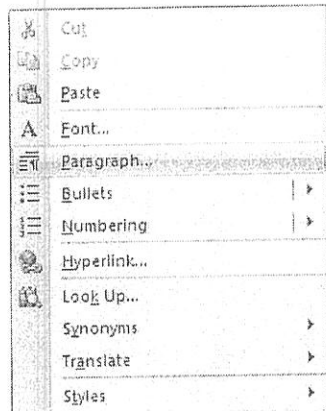 Cut
Copy
Paste
Font...
Paragraph...
Bullets
Numbering
Hyperlink...
Look Up...
Synonyms
Translate
Styles